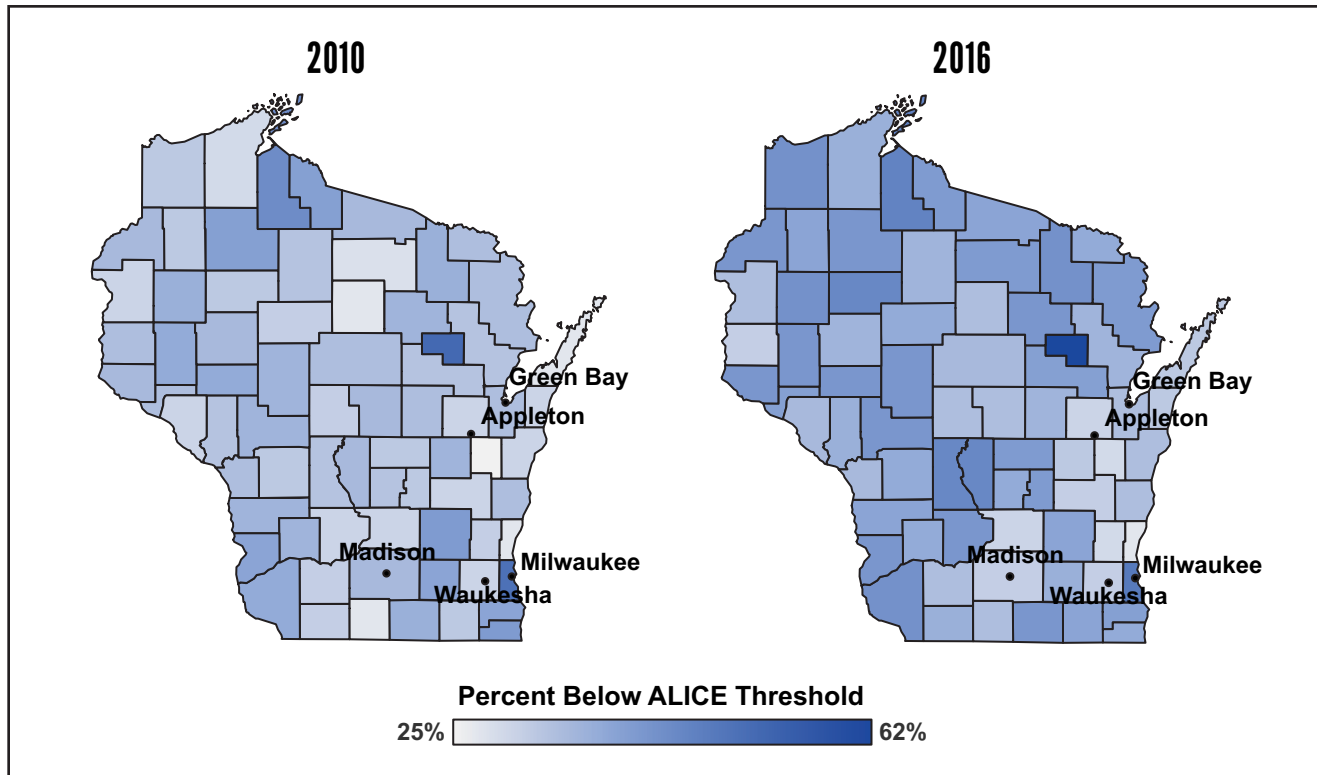 2010
2016
Green Bay
Appleton
Madison
Milwaukee
Waukesha
Green Bay
Appleton
Madison
Milwaukee
Waukesha
Percent Below ALICE Threshold
25%
62%